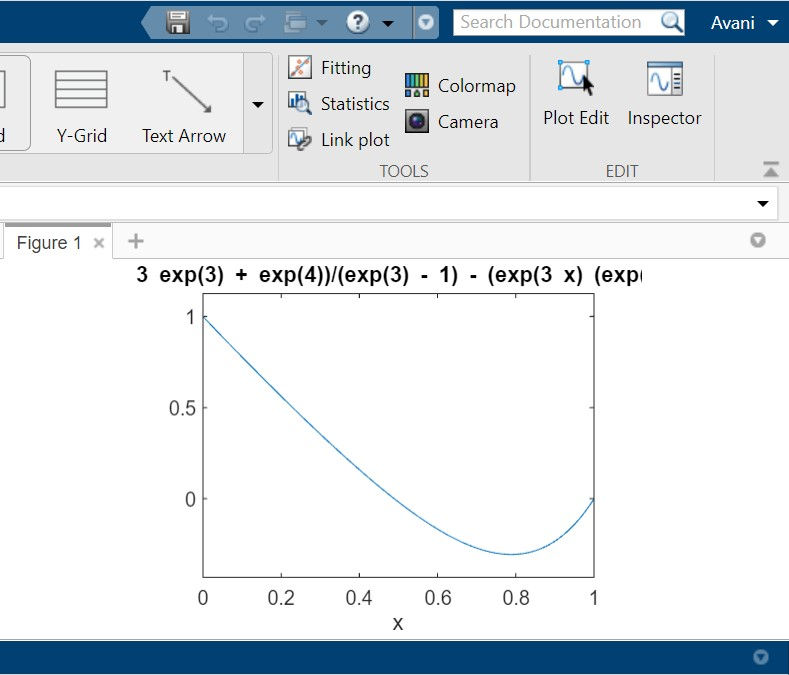 Search Documentation
Avani
d
Y-Grid
Text Arrow
T
Fitting
Statistics
Link plot
Colormap
Camera
TOOLS
Plot Edit
Inspector
EDIT
Figure 1
3 exp(3) + exp(4))/(exp(3) - 1) - (exp(3 x) (exp(
1
0.5
0
0 0.2 0.4 0.6 0.8 1
x